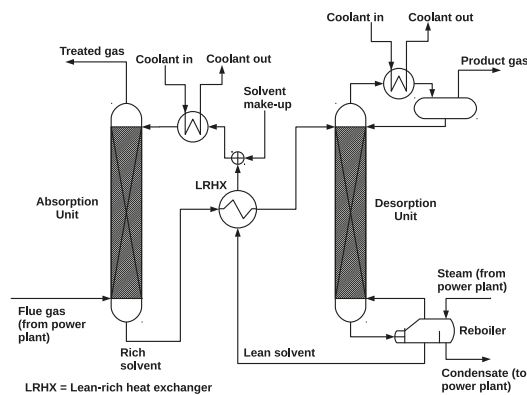 Treated gas
Coolant in
Coolant out
Solvent
make-up
LRHX
Absorption
Unit
Flue gas
(from power
plant)
Rich
solvent
Lean solvent
Coolant in
Coolant out
Product gas
Desorption
Unit
Steam (from
power plant)
Reboiler
Condensate (to
power plant)
LRHX = Lean-rich heat exchanger